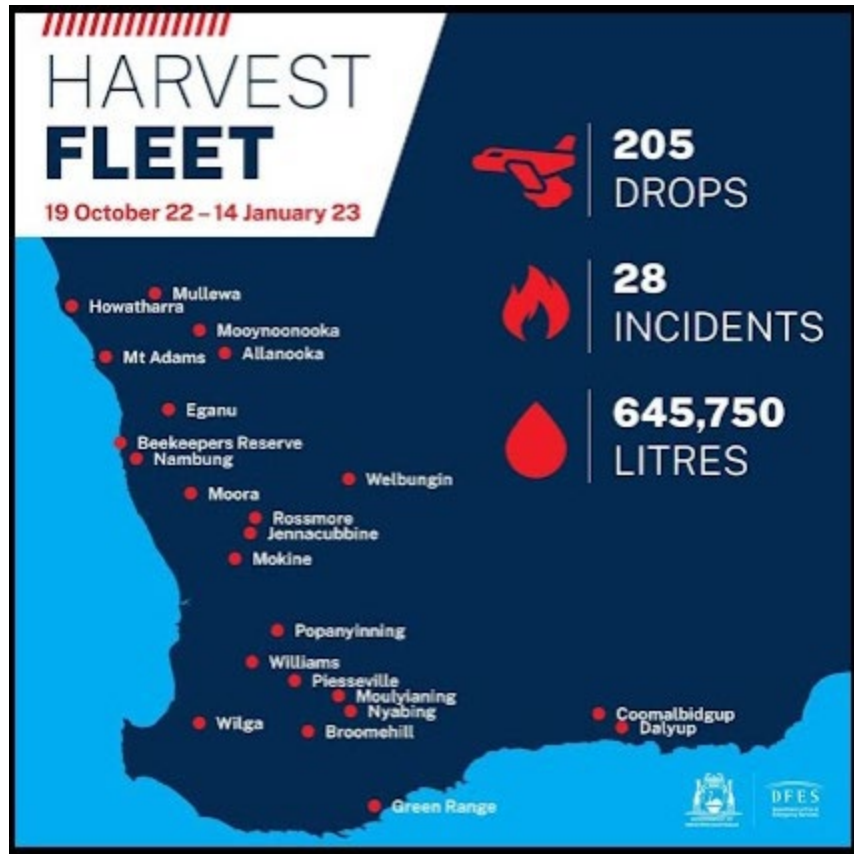 HARVEST
FLEET
19 October 22 – 14 January 23
205
DROPS
28
INCIDENTS
645,750
LITRES
Mullewa
Howatharra
Mooynoonooka
Mt Adams
Allanooka
Eganu
Beekeepers Reserve
Nambung
Welbungin
Moora
Rossmore
Jennacubbine
Mokine
Popanyinning
Williams
Piesseville
Moulyianing
Nyabing
Wilga
Broomehill
Coomalbidgup
Dalyup
Green Range
DFES